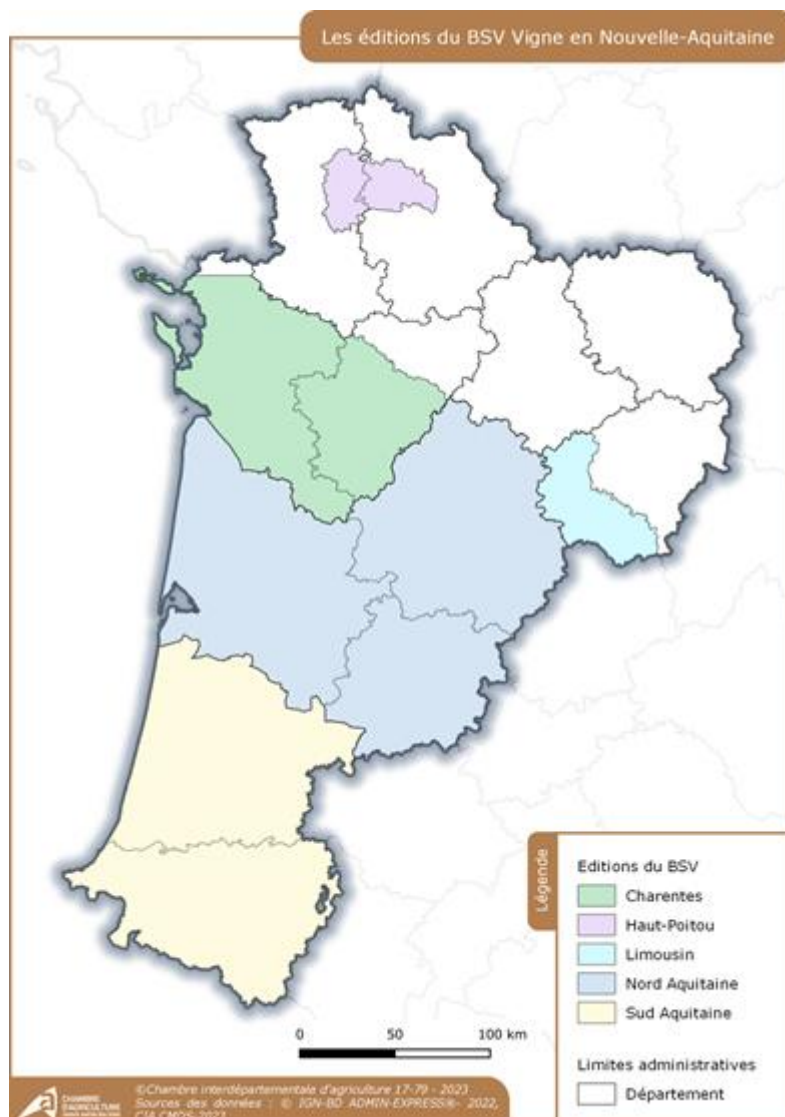 Les éditions du BSV Vigne en Nouvelle-Aquitaine
Légende
Editions du BSV
Charentes
Haut-Poitou
Limousin
Nord Aquitaine
Sud Aquitaine
Limites administratives
Département
0 50 100 km
CHAMBRE
D'AGRICULTURE
©Chambre interdépartementale d'agriculture 17-79 - 2023
Sources des données : © IGN-BD ADMIN-EXPRESS®- 2022,